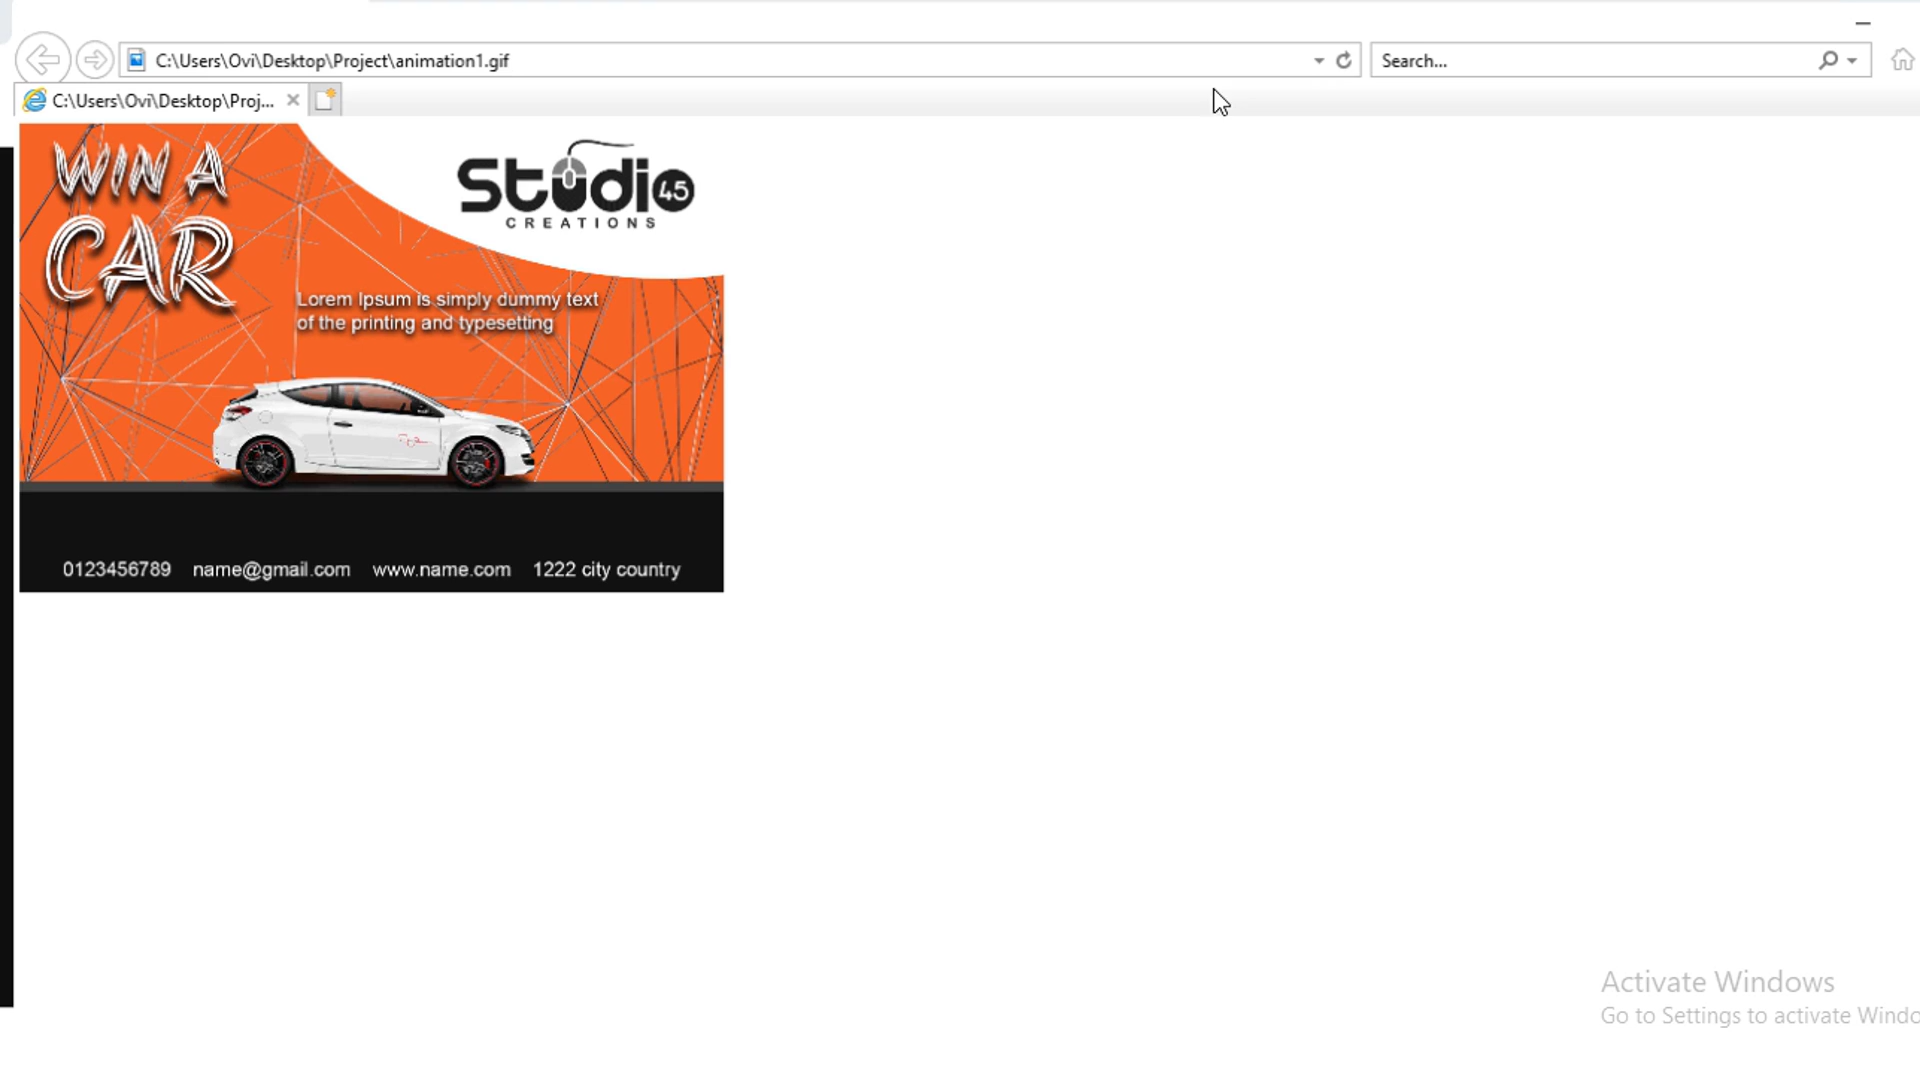 C:\Users\Ovi\Desktop\Project\animation1.gif
Search...
C:\Users\Ovi\Desktop\Proj...
WIN A
CAR
Studio 45
CREATIONS
Lorem Ipsum is simply dummy text
of the printing and typesetting
0123456789 name@gmail.com www.name.com 1222 city country
Activate Windows
Go to Settings to activate Windo